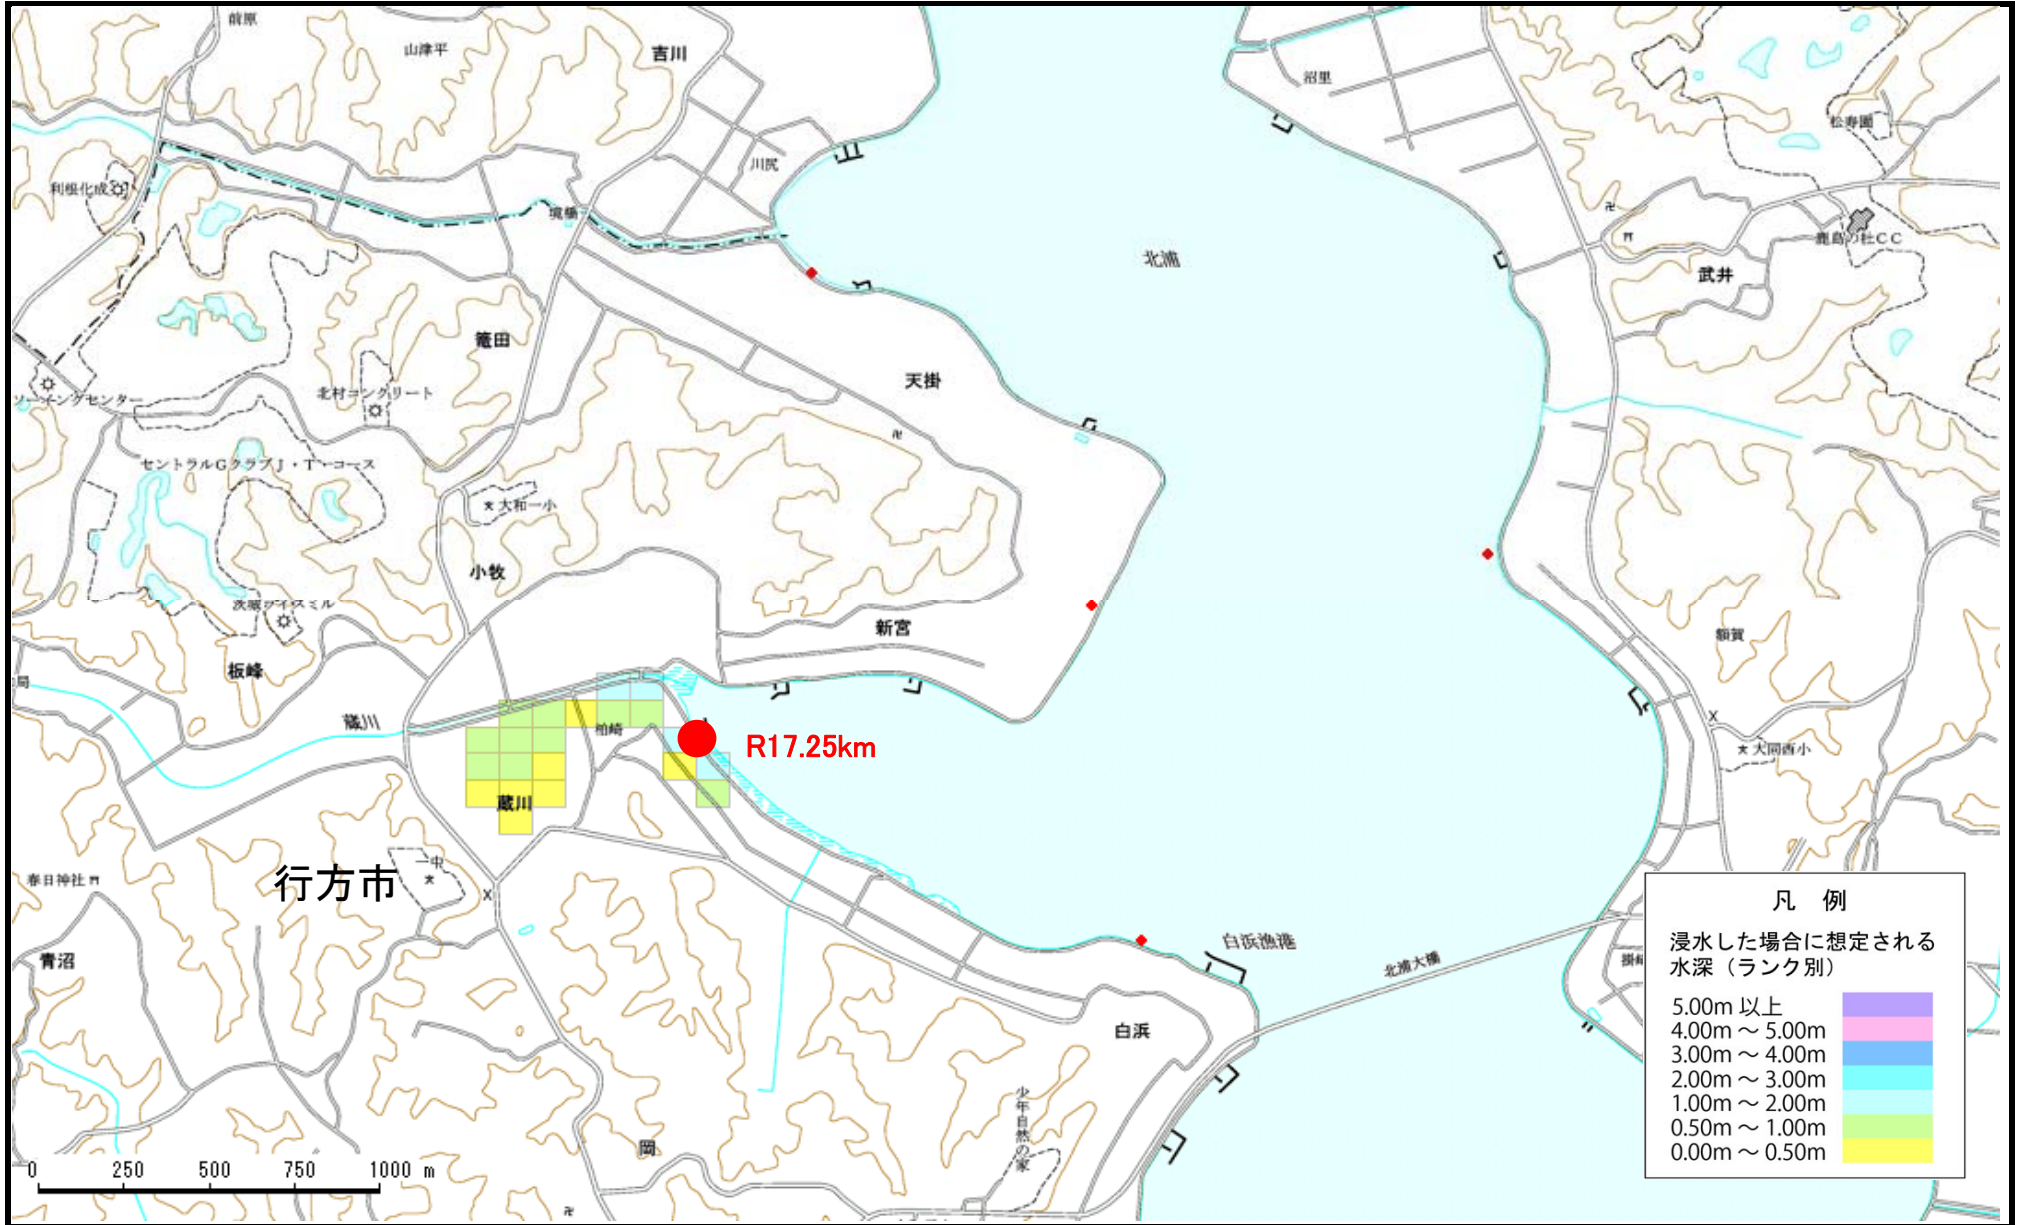 前原
山津平
吉川
沼里
松寿園
川尻
利根化成
境橋
北浦
鹿島の杜CC
武井
篭田
天掛
北村コンクリート
ソーイングセンター
セントラルGクラブJ・T・コース
大和一小
小牧
茨城ライスミル
新宮
額賀
板峰
局
蔵川
柏崎
R17.25km
大同西小
蔵川
一中
行方市
春日神社
青沼
白浜漁港
北浦大橋
白浜
少年自然の家
岡
0 250 500 750 1000 m
凡 例
浸水した場合に想定される
水深（ランク別）
5.00m 以上
4.00m ～ 5.00m
3.00m ～ 4.00m
2.00m ～ 3.00m
1.00m ～ 2.00m
0.50m ～ 1.00m
0.00m ～ 0.50m